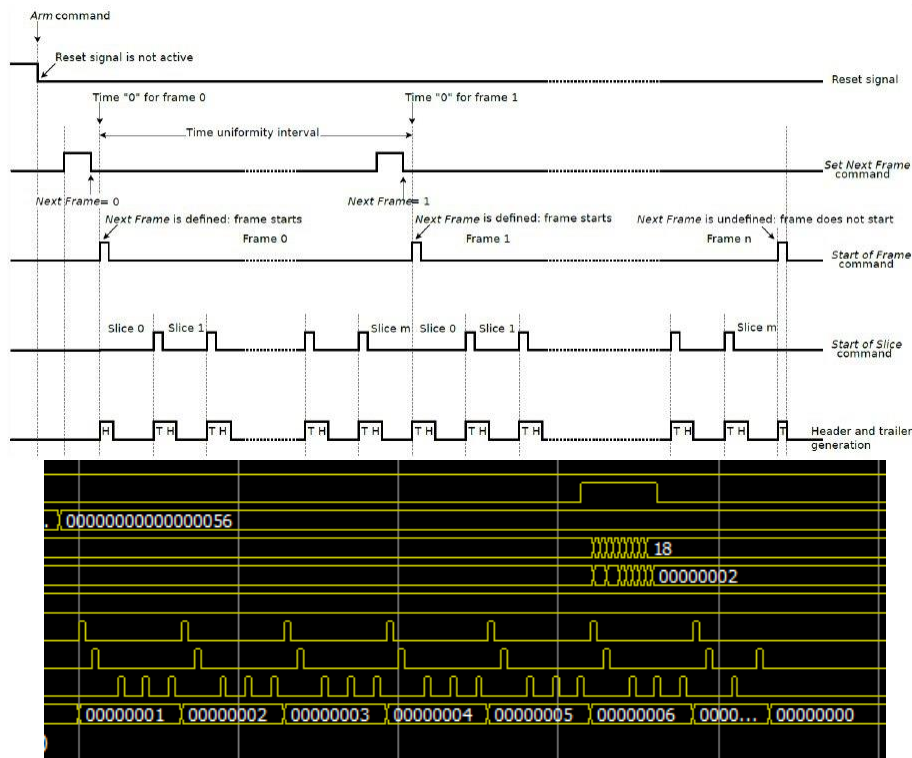 Arm command
Reset signal is not active
Reset signal
Time "0" for frame 0
Time "0" for frame 1
Time uniformity interval
Set Next Frame
command
Next Frame= 0
Next Frame= 1
Next Frame is defined: frame starts
Next Frame is defined: frame starts
Next Frame is undefined: frame does not start
Frame 0
Frame 1
Frame n
Start of Frame
command
Slice 0
Slice 1
Slice m
Slice 0
Slice 1
Slice m
Start of Slice
command
H
T H
T H
T H
T H
T H
T H
T H
T H
T H
T
Header and trailer
generation
00000000000000056
18
00000002
00000001
00000002
00000003
00000004
00000005
00000006
0000...
00000000